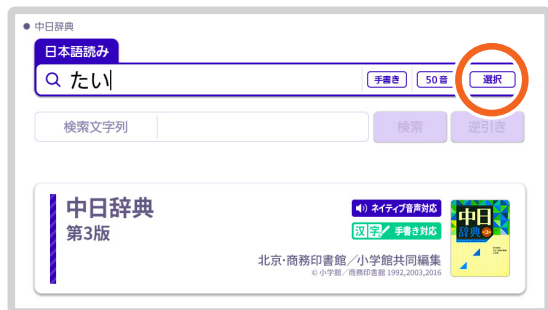 ● 中日辞典
日本語読み
たい 手書き 50音 選択
検索文字列 検索 逆引き
中日辞典
第3版
ネイティブ音声対応
汉字 手書き対応
北京・商務印書館／小学館共同編集
© 小学館／商務印書館 1992,2003,2016
中日
辞典 第3版